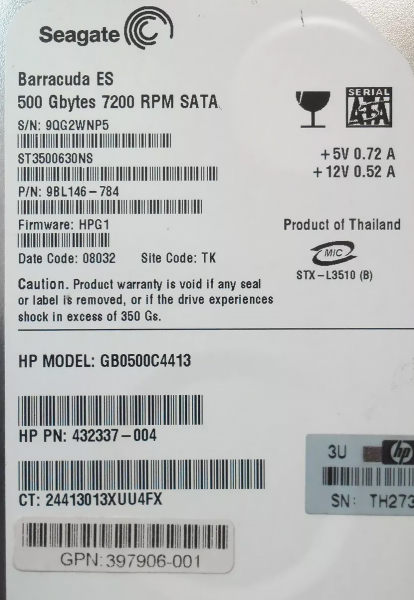 Seagate
Barracuda ES
500 Gbytes 7200 RPM SATA
S/N: 9QG2WNP5
SERIAL
SATA
ST3500630NS
+5V 0.72 A
+12V 0.52 A
P/N: 9BL146-784
Firmware: HPG1
Product of Thailand
Date Code: 08032 Site Code: TK
MIC
STX-L3510 (B)
Caution. Product warranty is void if any seal
or label is removed, or if the drive experiences
shock in excess of 350 Gs.
HP MODEL: GB0500C4413
HP PN: 432337-004
3U hp
CT: 24413013XUU4FX
SN: TH273
GPN:397906-001